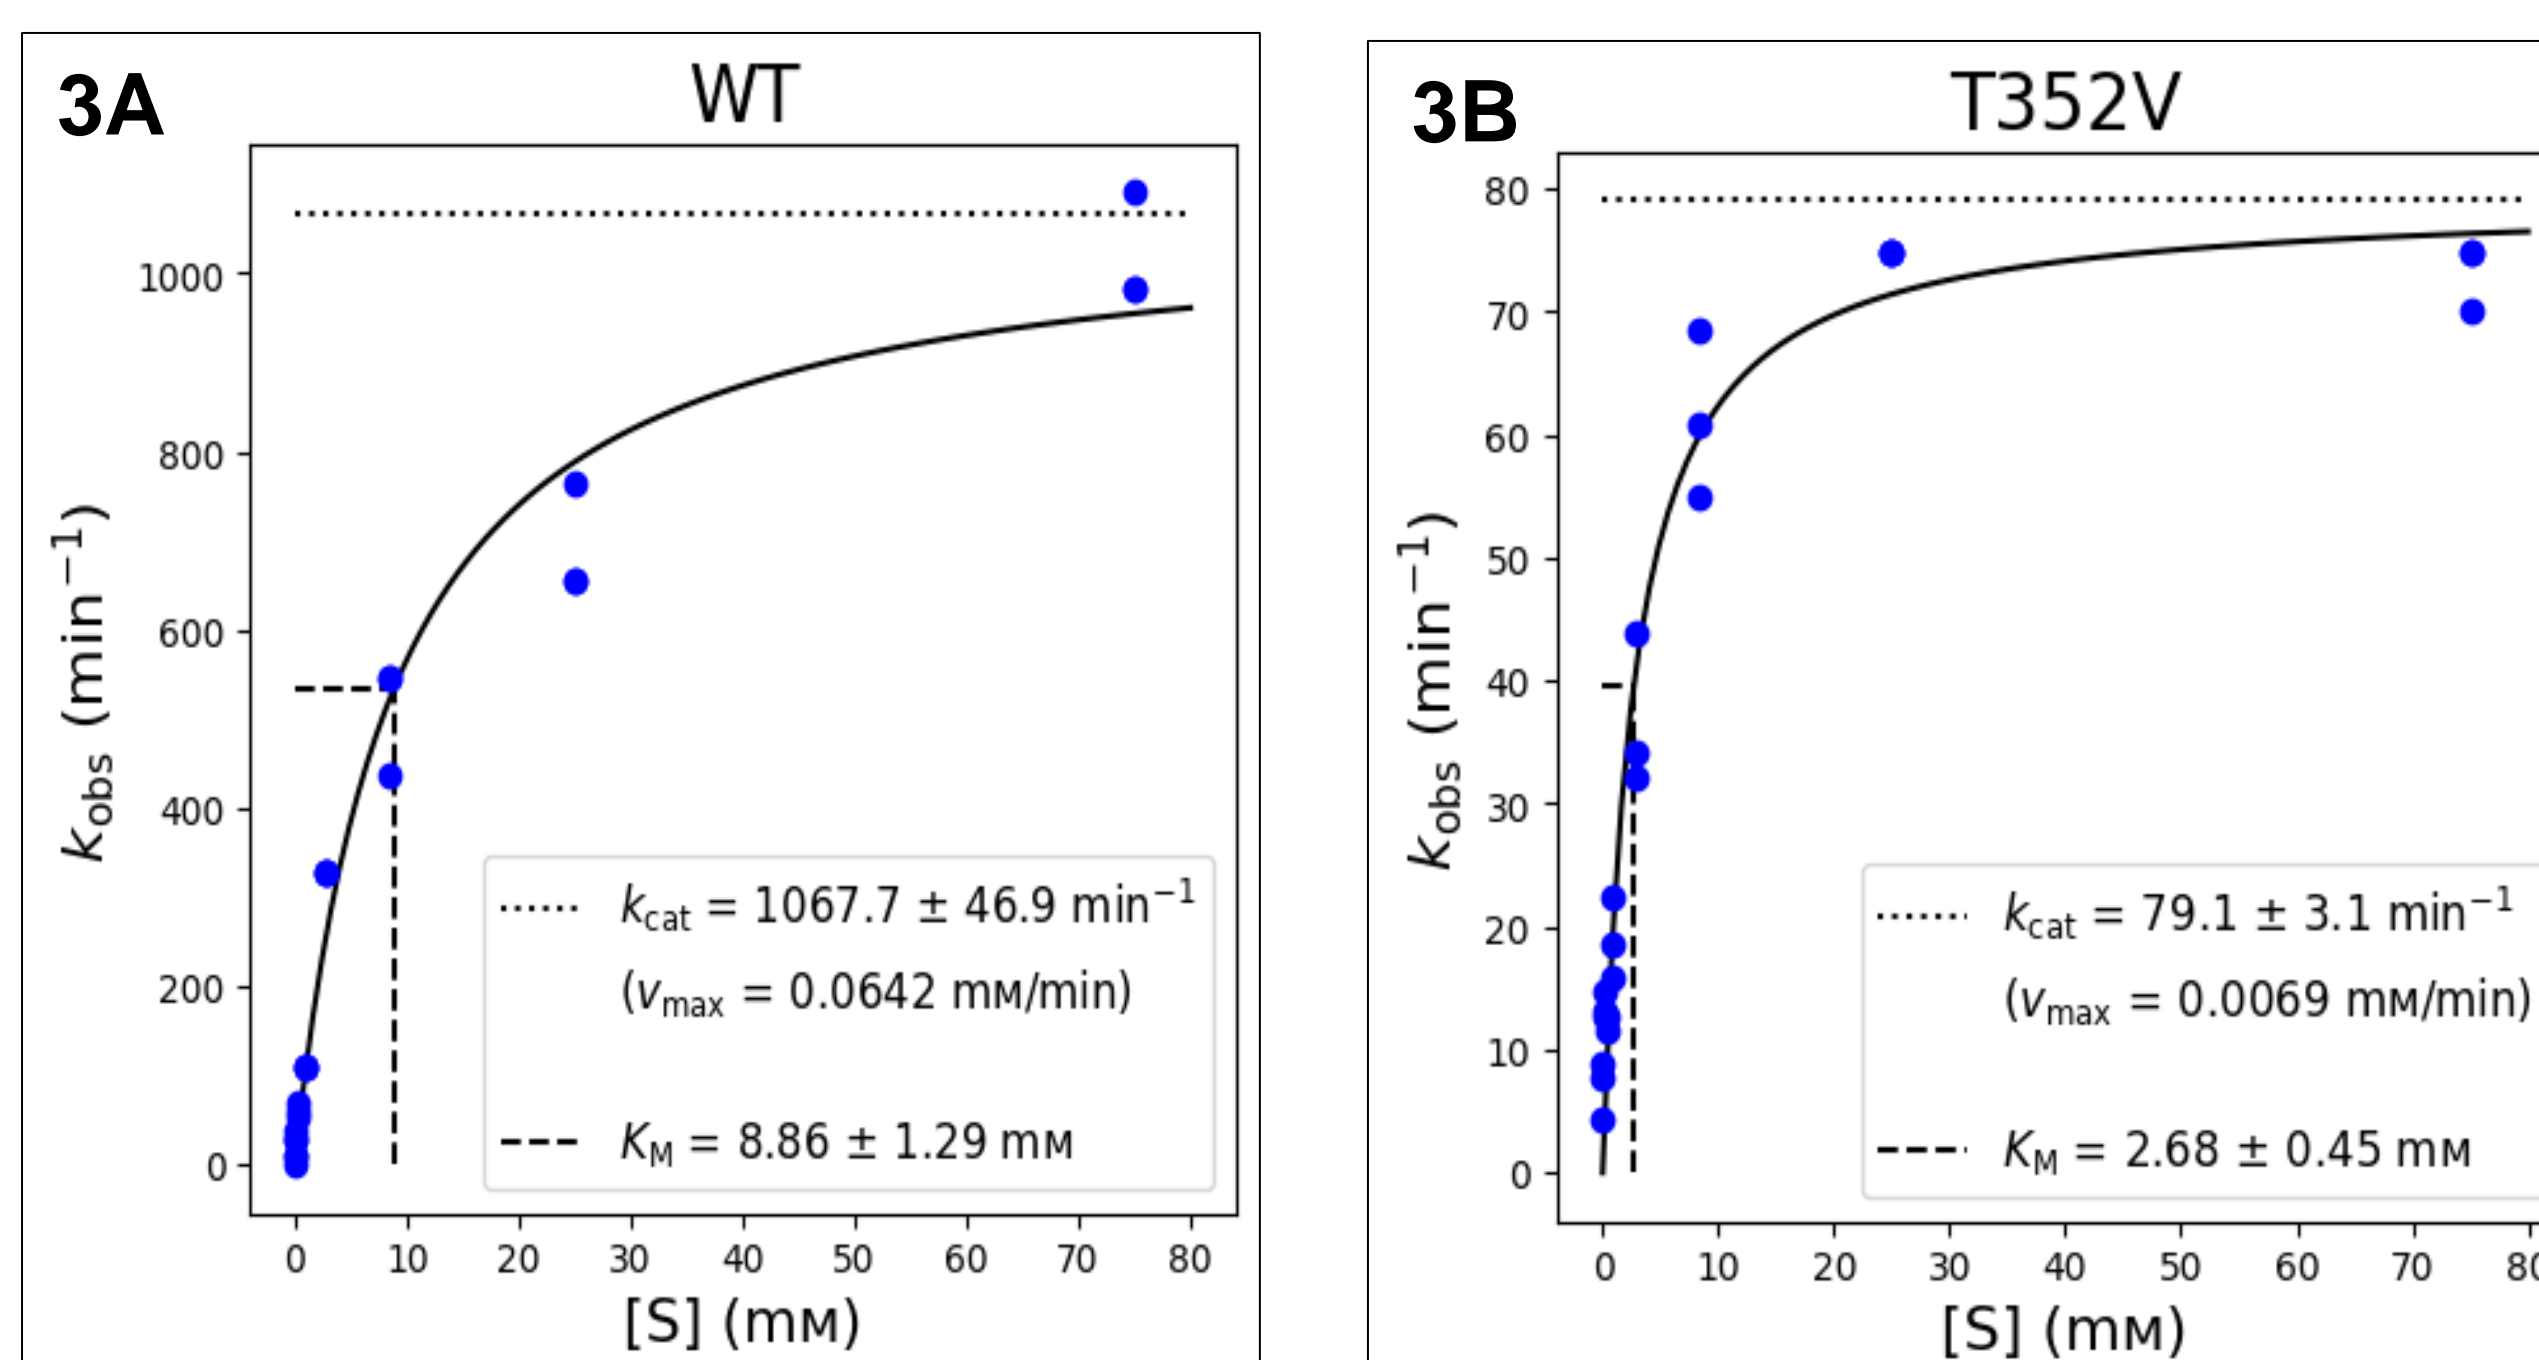 3A
WT
1000
800
600
400
200
0
k_obs (min⁻¹)
k_cat = 1067.7 ± 46.9 min⁻¹
(v_max = 0.0642 mM/min)
K_M = 8.86 ± 1.29 mM
0 10 20 30 40 50 60 70 80
[S] (mM)
3B
T352V
80
70
60
50
40
30
20
10
0
k_obs (min⁻¹)
k_cat = 79.1 ± 3.1 min⁻¹
(v_max = 0.0069 mM/min)
K_M = 2.68 ± 0.45 mM
0 10 20 30 40 50 60 70 80
[S] (mM)